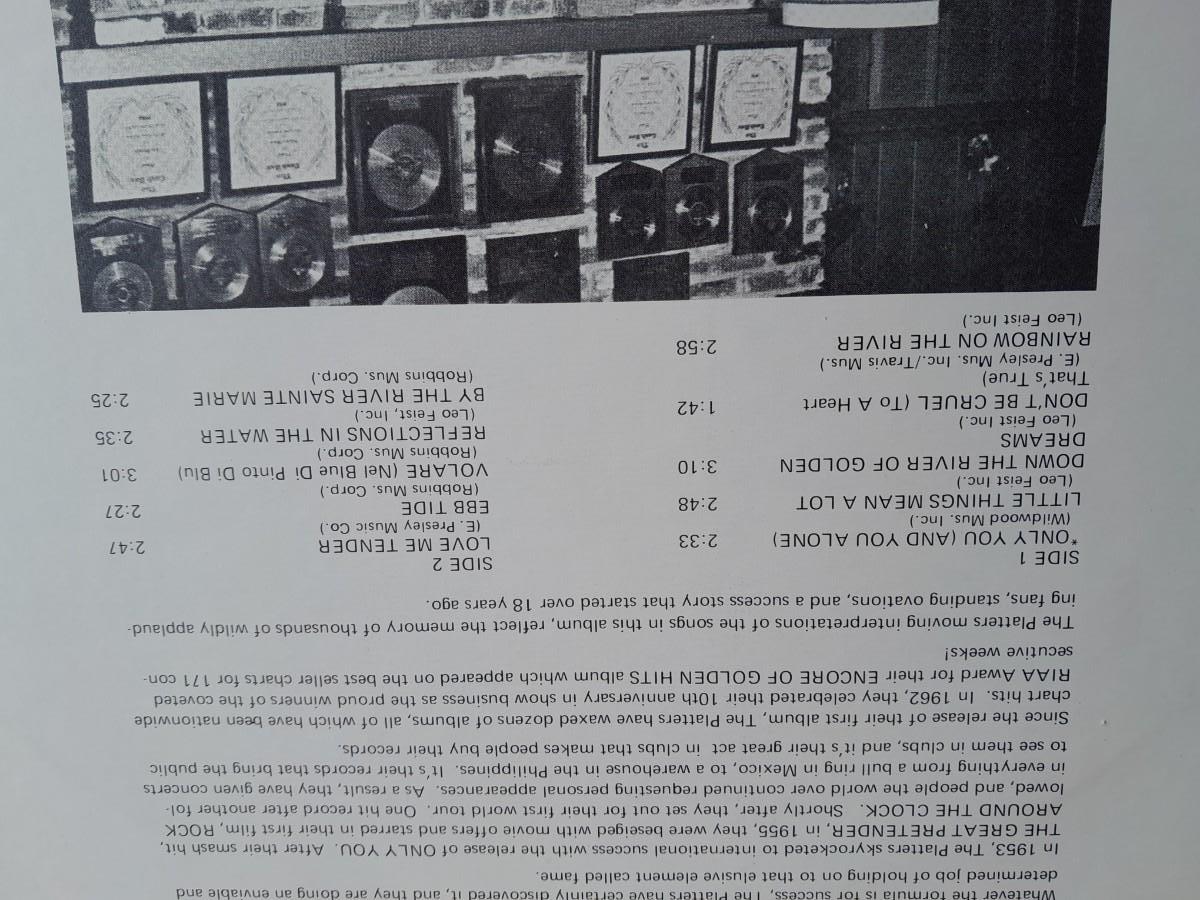 Whatever the formula is for success, The Platters have certainly discovered it, and they are doing an enviable and
determined job of holding on to that elusive element called fame.
In 1953, The Platters skyrocketed to international success with the release of ONLY YOU. After their smash hit,
THE GREAT PRETENDER, in 1955, they were beseiged with movie offers and starred in their first film, ROCK
AROUND THE CLOCK. Shortly after, they set out for their first world tour. One hit record after another fol-
lowed, and people the world over continued requesting personal appearances. As a result, they have given concerts
in everything from a bull ring in Mexico, to a warehouse in the Philippines. It's their records that bring the public
to see them in clubs, and it's their great act in clubs that makes people buy their records.
Since the release of their first album, The Platters have waxed dozens of albums, all of which have been nationwide
chart hits. In 1962, they celebrated their 10th anniversary in show business as the proud winners of the coveted
RIAA Award for their ENCORE OF GOLDEN HITS album which appeared on the best seller charts for 171 con-
secutive weeks!
The Platters moving interpretations of the songs in this album, reflect the memory of thousands of wildly applaud-
ing fans, standing ovations, and a success story that started over 18 years ago.
SIDE 1
*ONLY YOU (AND YOU ALONE) 2:33
(Wildwood Mus. Inc.)
LITTLE THINGS MEAN A LOT 2:48
(Leo Feist Inc.)
DOWN THE RIVER OF GOLDEN 3:10
DREAMS
(Leo Feist Inc.)
DON'T BE CRUEL (To A Heart 1:42
That's True)
(E. Presley Mus. Inc./Travis Mus.)
RAINBOW ON THE RIVER 2:58
(Leo Feist Inc.)
SIDE 2
LOVE ME TENDER 2:47
(E. Presley Music Co.)
EBB TIDE 2:27
(Robbins Mus. Corp.)
VOLARE (Nel Blue Di Pinto Di Blu) 3:01
(Robbins Mus. Corp.)
REFLECTIONS IN THE WATER 2:35
(Leo Feist, Inc.)
BY THE RIVER SAINTE MARIE 2:25
(Robbins Mus. Corp.)